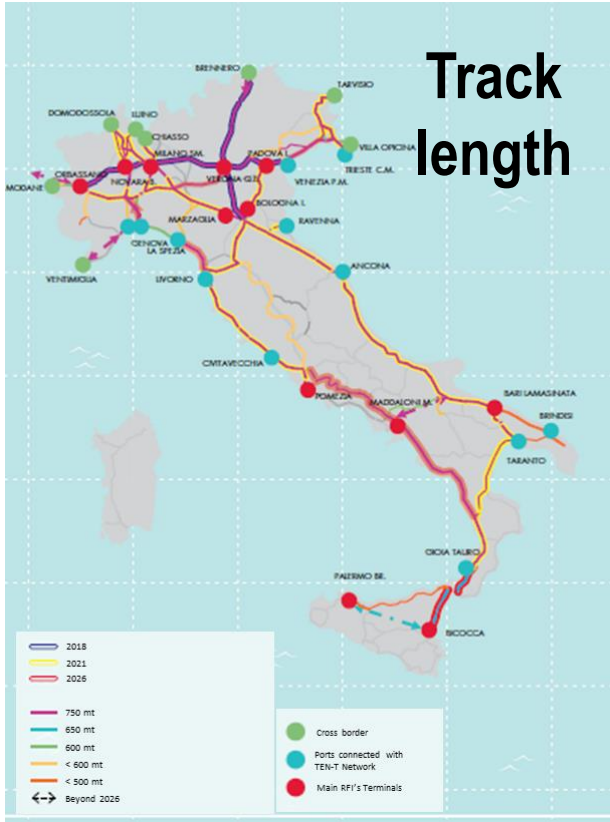 Track
length
BRENNERO
TARVISIO
DOMODOSSOLA
LUINO
CHIASSO
MILANO SM.
PADOVA I.
VILLA OPICINA
TRIESTE C.M.
ORBASSANO
MODANE
NOVARA B.
VERONA Q.E.
VENEZIA P.M.
BOLOGNA I.
MARZAGLIA
RAVENNA
GENOVA
LA SPEZIA
VENTIMIGLIA
LIVORNO
ANCONA
CIVITAVECCHIA
POMEZIA
MADDALONI M.
BARI LAMASINATA
BRINDISI
TARANTO
GIOIA TAURO
PALERMO BR.
BICOCCA
2018
2021
2026
750 mt
650 mt
600 mt
< 600 mt
< 500 mt
Beyond 2026
Cross border
Ports connected with
TEN-T Network
Main RFI's Terminals